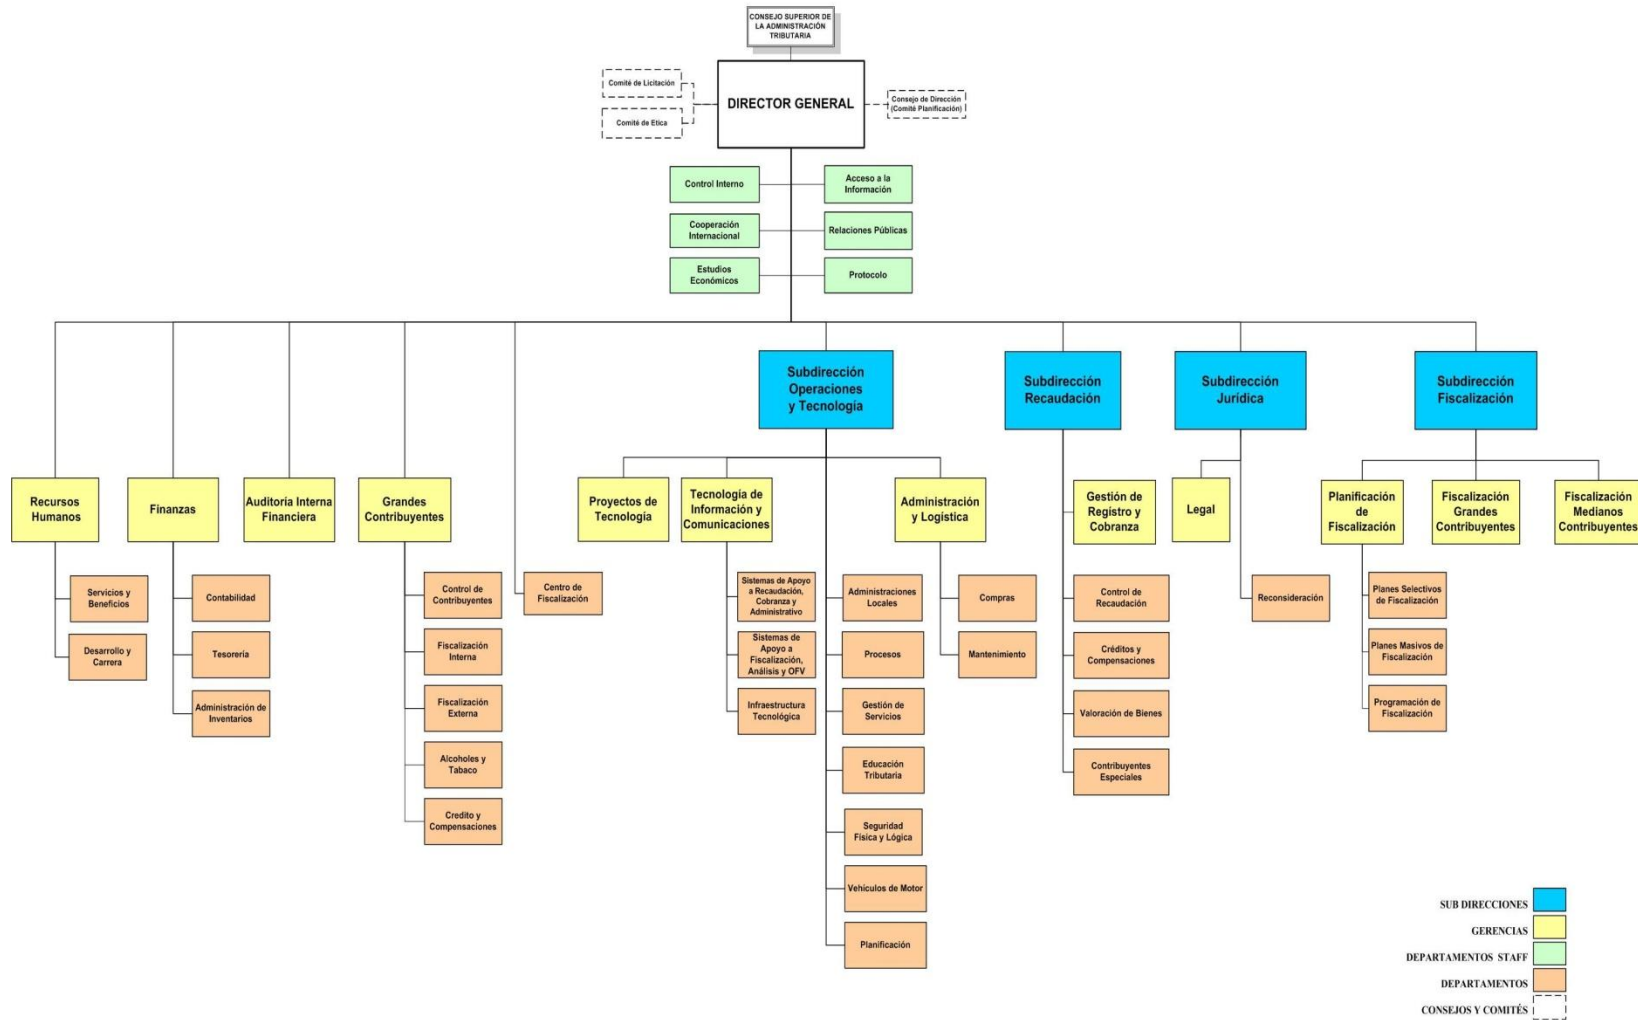 CONSEJO SUPERIOR DE
LA ADMINISTRACIÓN
TRIBUTARIA
Comité de Licitación
Comité de Etica
DIRECTOR GENERAL
Consejo de Dirección
(Comité Planificación)
Control Interno
Acceso a la
Información
Cooperación
Internacional
Relaciones Públicas
Estudios
Económicos
Protocolo
Subdirección
Operaciones
y Tecnología
Subdirección
Recaudación
Subdirección
Jurídica
Subdirección
Fiscalización
Recursos
Humanos
Finanzas
Auditoría Interna
Financiera
Grandes
Contribuyentes
Proyectos de
Tecnología
Tecnología de
Información y
Comunicaciones
Administración
y Logística
Gestión de
Registro y
Cobranza
Legal
Planificación
de
Fiscalización
Fiscalización
Grandes
Contribuyentes
Fiscalización
Medianos
Contribuyentes
Servicios y
Beneficios
Desarrollo y
Carrera
Contabilidad
Tesorería
Administración de
Inventarios
Control de
Contribuyentes
Fiscalización
Interna
Fiscalización
Externa
Alcoholes y
Tabaco
Credito y
Compensaciones
Centro de
Fiscalización
Sistemas de Apoyo
a Recaudación,
Cobranza y
Administrativo
Sistemas de
Apoyo a
Fiscalización,
Análisis y OFV
Infraestructura
Tecnológica
Administraciones
Locales
Procesos
Gestión de
Servicios
Educación
Tributaria
Seguridad
Física y Lógica
Vehículos de Motor
Planificación
Compras
Mantenimiento
Control de
Recaudación
Créditos y
Compensaciones
Valoración de Bienes
Contribuyentes
Especiales
Reconsideración
Planes Selectivos
de Fiscalización
Planes Masivos de
Fiscalización
Programación de
Fiscalización
SUB DIRECCIONES
GERENCIAS
DEPARTAMENTOS STAFF
DEPARTAMENTOS
CONSEJOS Y COMITÉS